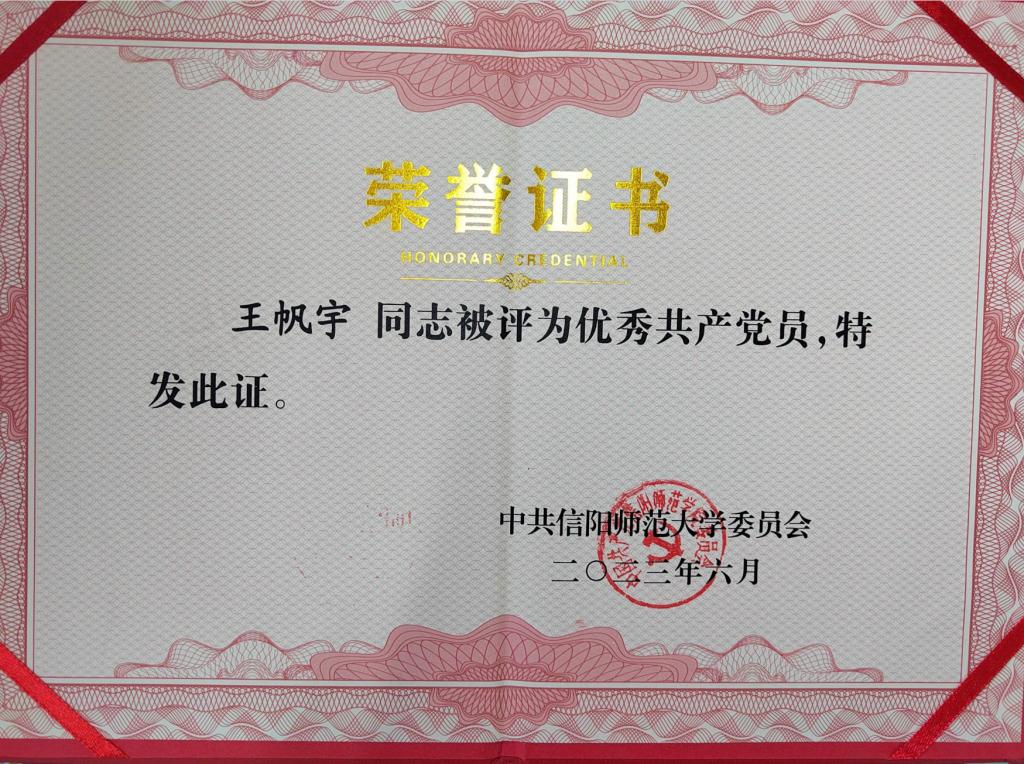 荣誉证书
HONORARY CREDENTIAL
王帆宇 同志被评为优秀共产党员,特
发此证。
中共信阳师范大学委员会
二〇二三年六月